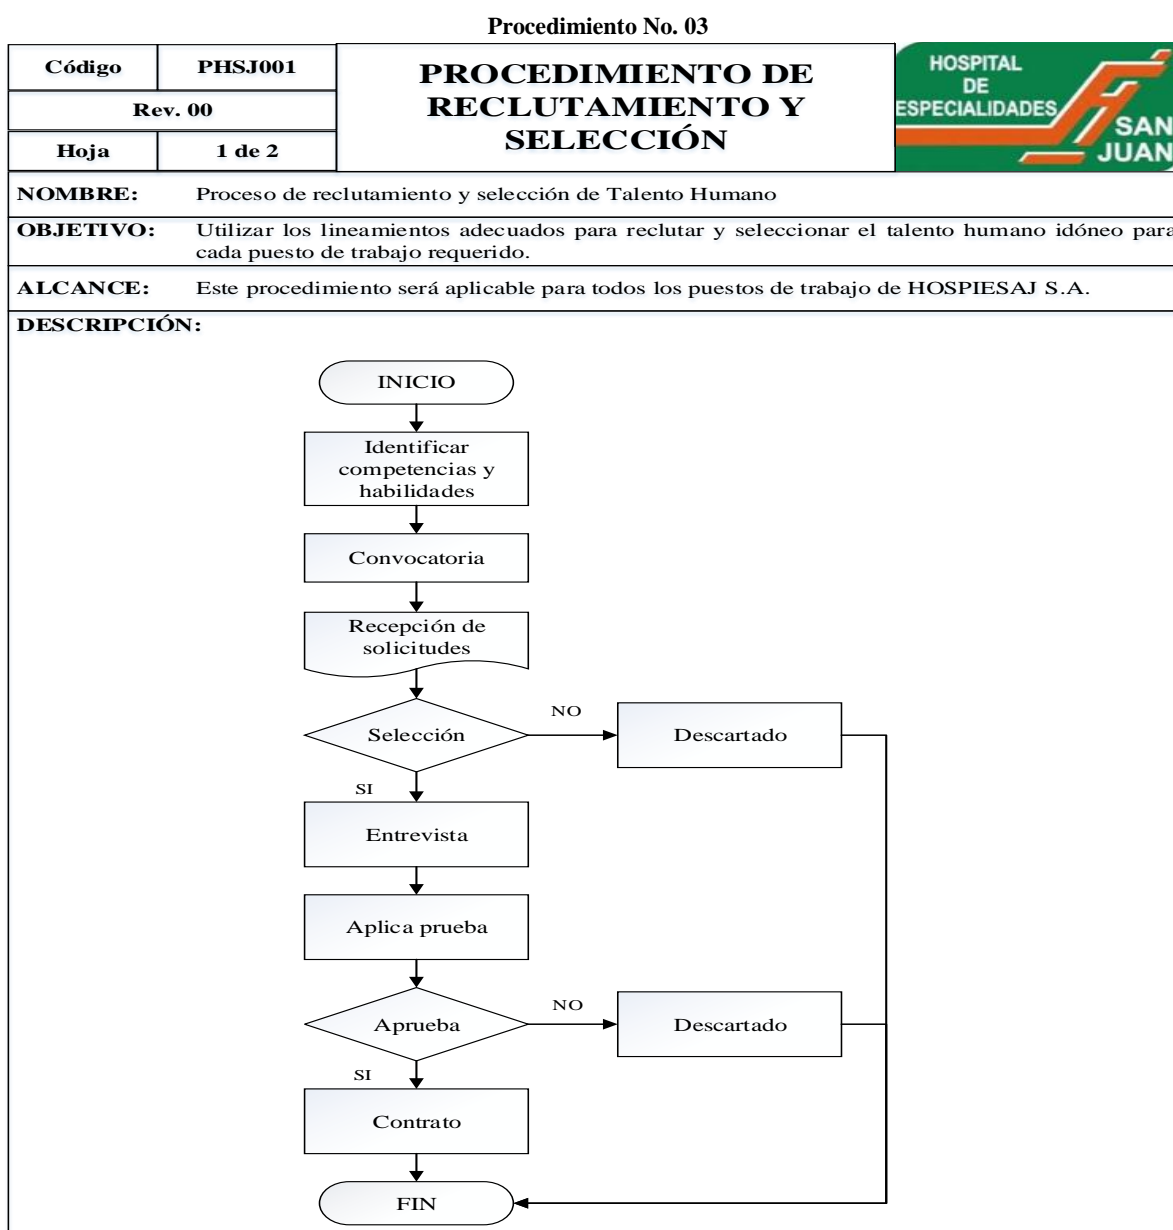 Procedimiento No. 03
Código
PHSJ001
Rev. 00
Hoja
1 de 2
PROCEDIMIENTO DE
RECLUTAMIENTO Y
SELECCIÓN
HOSPITAL
DE
ESPECIALIDADES
SAN
JUAN
NOMBRE: Proceso de reclutamiento y selección de Talento Humano
OBJETIVO: Utilizar los lineamientos adecuados para reclutar y seleccionar el talento humano idóneo para
cada puesto de trabajo requerido.
ALCANCE: Este procedimiento será aplicable para todos los puestos de trabajo de HOSPIESAJ S.A.
DESCRIPCIÓN:
INICIO
Identificar
competencias y
habilidades
Convocatoria
Recepción de
solicitudes
Selección
NO
Descartado
SI
Entrevista
Aplica prueba
Aprueba
NO
Descartado
SI
Contrato
FIN